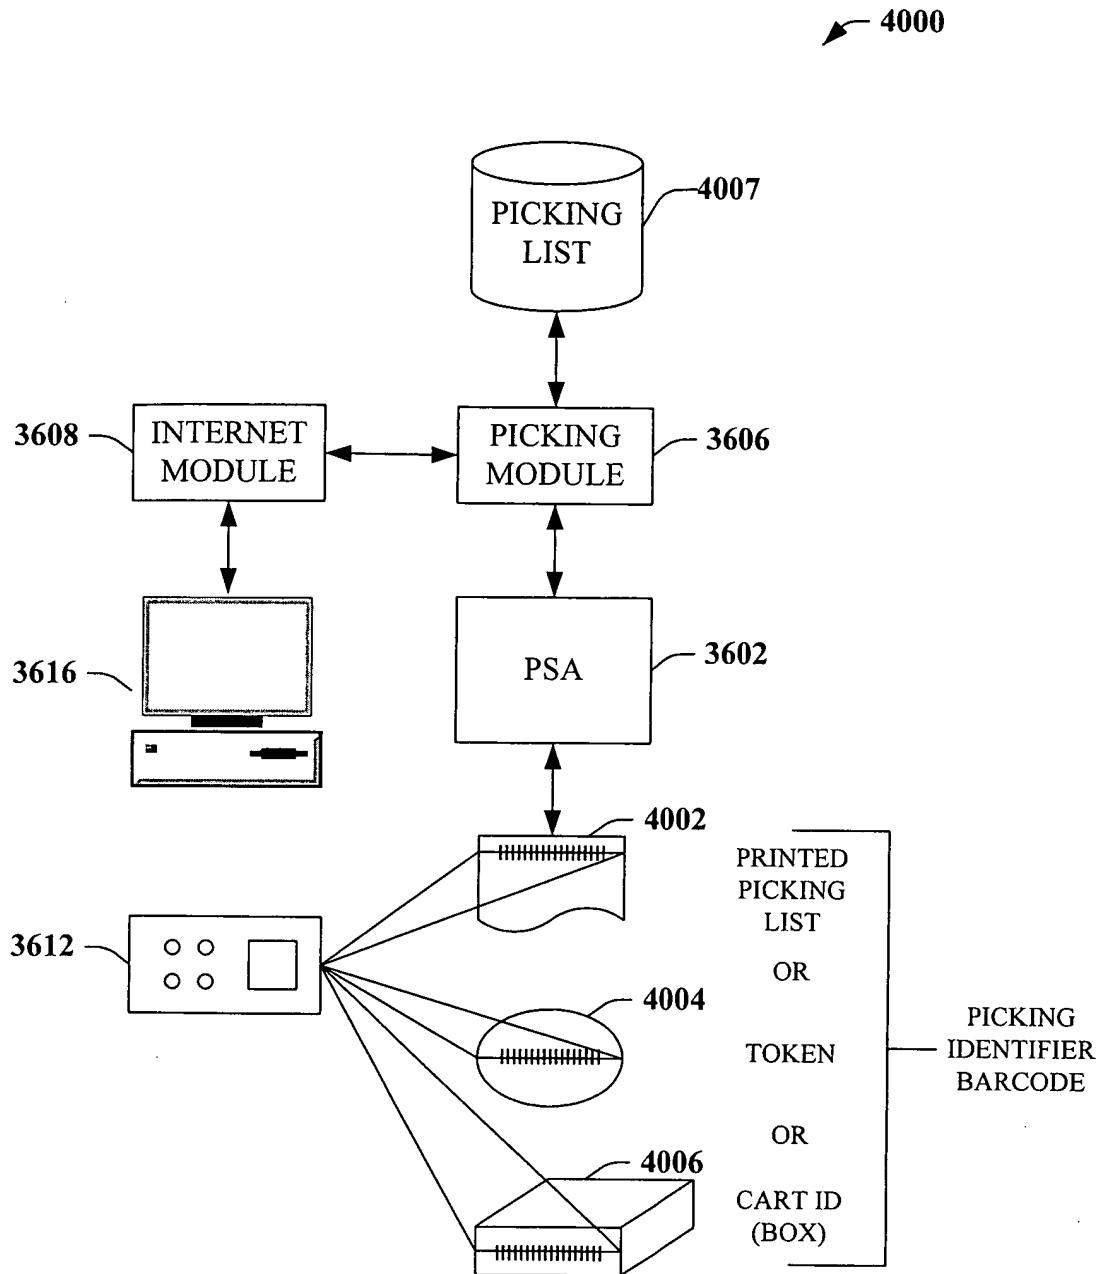 4000
4007
PICKING
LIST
3608
INTERNET
MODULE
PICKING
MODULE
3606
3616
PSA
3602
4002
PRINTED
PICKING
LIST
3612
OR
4004
TOKEN
PICKING
IDENTIFIER
BARCODE
OR
4006
CART ID
(BOX)